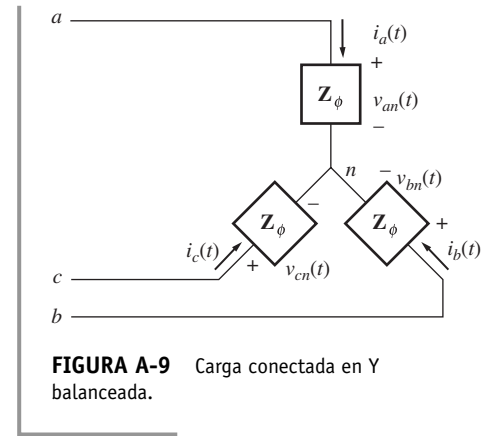 a
i_a(t)
+
Z_ϕ
v_an(t)
−
n
− v_bn(t)
−
Z_ϕ
Z_ϕ
+
i_c(t)
+
v_cn(t)
i_b(t)
c
b
FIGURA A-9 Carga conectada en Y
balanceada.